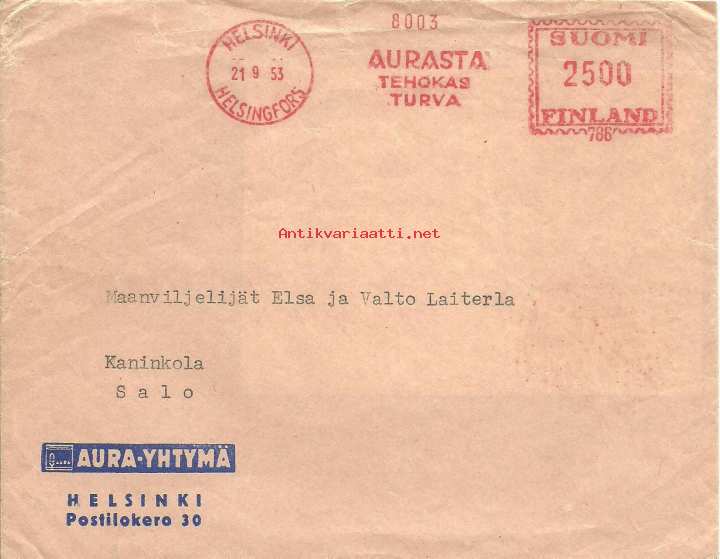 HELSINKI
21 9 53
HELSINGFORS
8003
AURASTA
TEHOKAS
TURVA
SUOMI
2500
FINLAND
786
Antikvariaatti.net
Maanviljelijät Elsa ja Valto Laiterla
Kaninkola
Salo
AURA-YHTYMÄ
HELSINKI
Postilokero 30